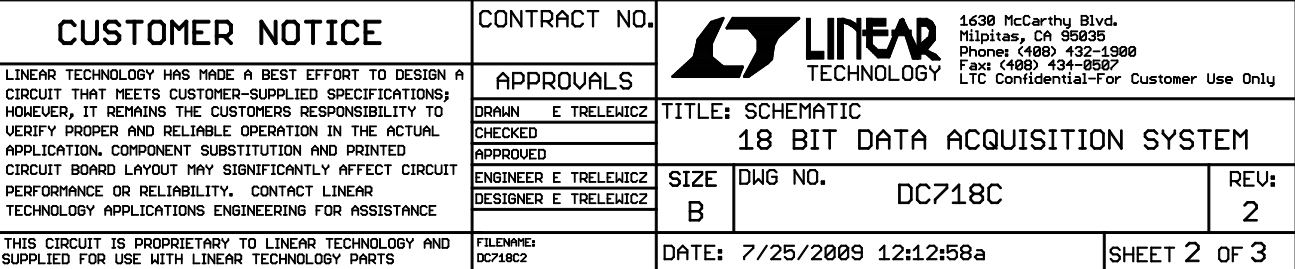 CUSTOMER NOTICE
LINEAR TECHNOLOGY HAS MADE A BEST EFFORT TO DESIGN A
CIRCUIT THAT MEETS CUSTOMER-SUPPLIED SPECIFICATIONS;
HOWEVER, IT REMAINS THE CUSTOMERS RESPONSIBILITY TO
VERIFY PROPER AND RELIABLE OPERATION IN THE ACTUAL
APPLICATION. COMPONENT SUBSTITUTION AND PRINTED
CIRCUIT BOARD LAYOUT MAY SIGNIFICANTLY AFFECT CIRCUIT
PERFORMANCE OR RELIABILITY. CONTACT LINEAR
TECHNOLOGY APPLICATIONS ENGINEERING FOR ASSISTANCE
THIS CIRCUIT IS PROPRIETARY TO LINEAR TECHNOLOGY AND
SUPPLIED FOR USE WITH LINEAR TECHNOLOGY PARTS
CONTRACT NO.
APPROVALS
DRAWN E TRELEWICZ
CHECKED
APPROVED
ENGINEER E TRELEWICZ
DESIGNER E TRELEWICZ
FILENAME:
DC718C2
LINEAR
TECHNOLOGY
1630 McCarthy Blvd.
Milpitas, CA 95035
Phone: (408) 432-1900
Fax: (408) 434-0507
LTC Confidential-For Customer Use Only
TITLE: SCHEMATIC
18 BIT DATA ACQUISITION SYSTEM
SIZE
B
DWG NO.
DC718C
REV:
2
DATE: 7/25/2009 12:12:58a
SHEET 2 OF 3